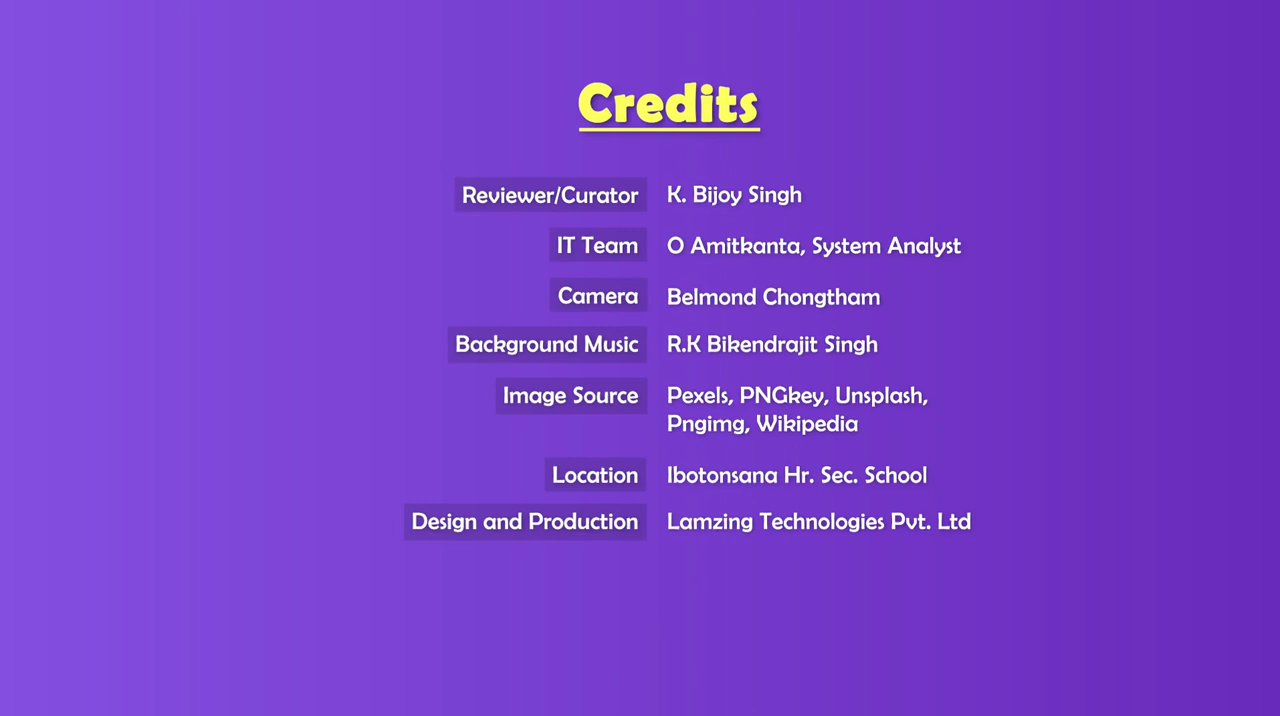 Credits
Reviewer/Curator K. Bijoy Singh
IT Team O Amitkanta, System Analyst
Camera Belmond Chongtham
Background Music R.K Bikendrajit Singh
Image Source Pexels, PNGkey, Unsplash,
Pngimg, Wikipedia
Location Ibotonsana Hr. Sec. School
Design and Production Lamzing Technologies Pvt. Ltd